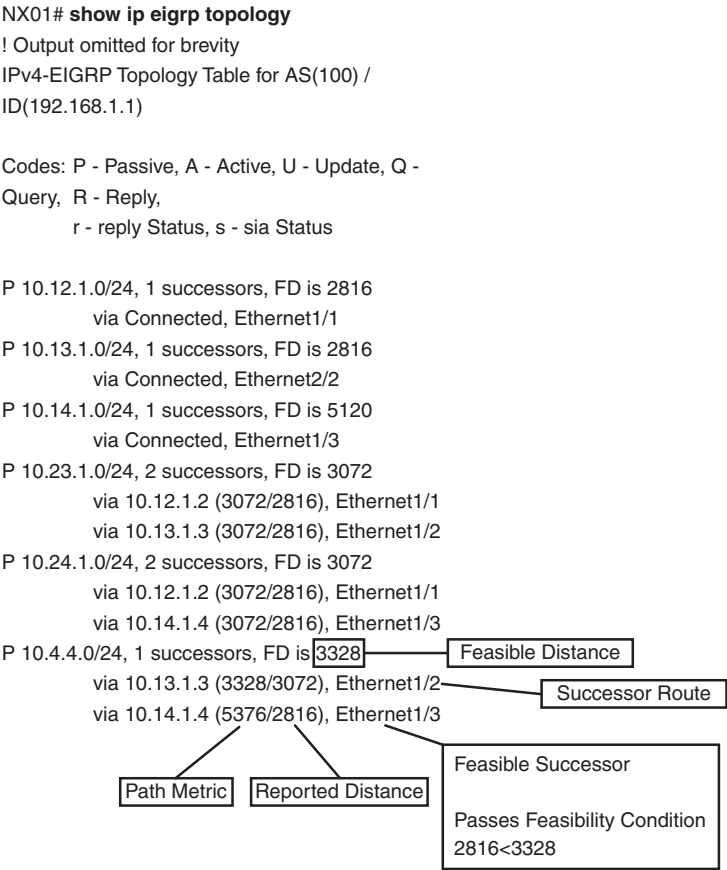 NX01# show ip eigrp topology
! Output omitted for brevity
IPv4-EIGRP Topology Table for AS(100) /
ID(192.168.1.1)
Codes: P - Passive, A - Active, U - Update, Q -
Query, R - Reply,
r - reply Status, s - sia Status
P 10.12.1.0/24, 1 successors, FD is 2816
via Connected, Ethernet1/1
P 10.13.1.0/24, 1 successors, FD is 2816
via Connected, Ethernet2/2
P 10.14.1.0/24, 1 successors, FD is 5120
via Connected, Ethernet1/3
P 10.23.1.0/24, 2 successors, FD is 3072
via 10.12.1.2 (3072/2816), Ethernet1/1
via 10.13.1.3 (3072/2816), Ethernet1/2
P 10.24.1.0/24, 2 successors, FD is 3072
via 10.12.1.2 (3072/2816), Ethernet1/1
via 10.14.1.4 (3072/2816), Ethernet1/3
P 10.4.4.0/24, 1 successors, FD is 3328 Feasible Distance
via 10.13.1.3 (3328/3072), Ethernet1/2
Successor Route
via 10.14.1.4 (5376/2816), Ethernet1/3
Path Metric
Reported Distance
Feasible Successor
Passes Feasibility Condition
2816<3328